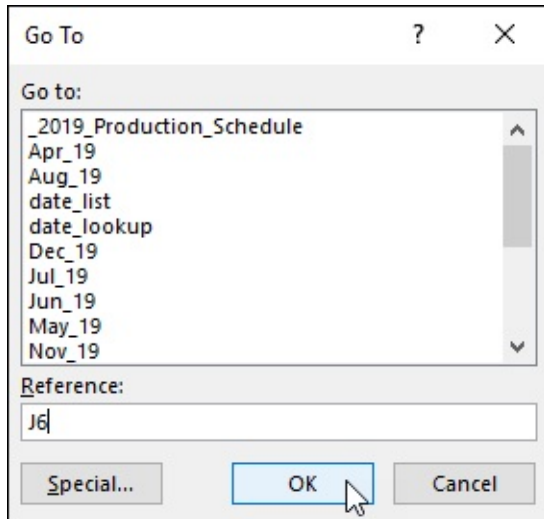 Go To ? ×
Go to:
_2019_Production_Schedule
Apr_19
Aug_19
date_list
date_lookup
Dec_19
Jul_19
Jun_19
May_19
Nov_19
Reference:
J6
Special... OK Cancel